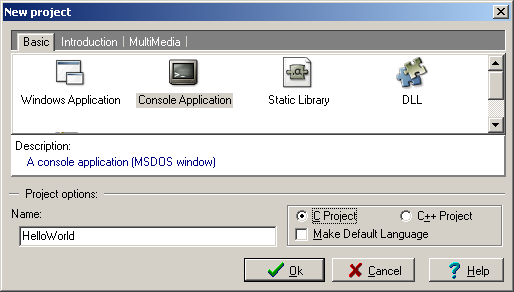 New project
Basic Introduction MultiMedia
Windows Application Console Application Static Library DLL
Description:
A console application (MSDOS window)
Project options:
Name:
HelloWorld
C Project C++ Project
Make Default Language
Ok Cancel Help